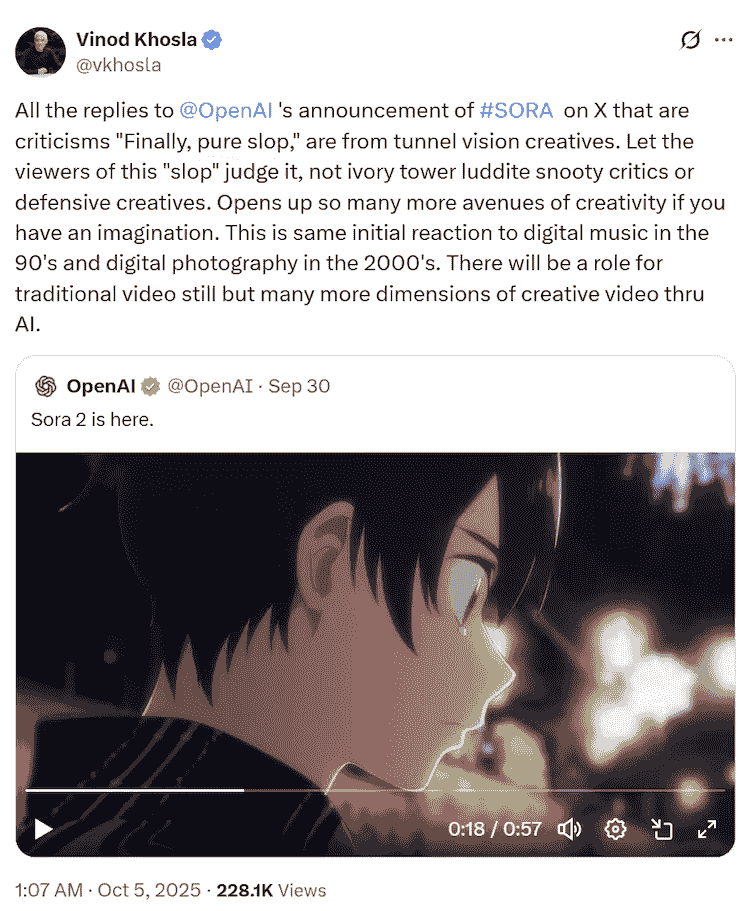 Vinod Khosla
@vkhosla
All the replies to @OpenAI 's announcement of #SORA on X that are
criticisms "Finally, pure slop," are from tunnel vision creatives. Let the
viewers of this "slop" judge it, not ivory tower luddite snooty critics or
defensive creatives. Opens up so many more avenues of creativity if you
have an imagination. This is same initial reaction to digital music in the
90's and digital photography in the 2000's. There will be a role for
traditional video still but many more dimensions of creative video thru
AI.
OpenAI @OpenAI · Sep 30
Sora 2 is here.
0:18 / 0:57
1:07 AM · Oct 5, 2025 · 228.1K Views